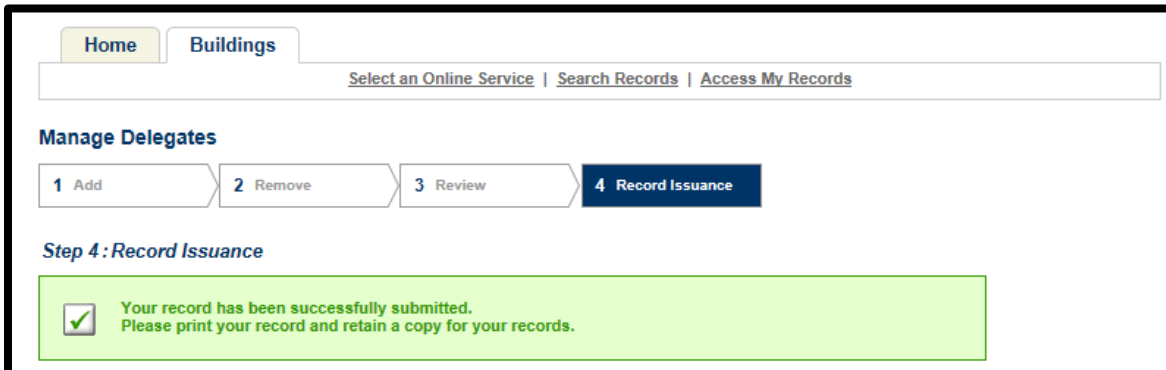 Home Buildings
Select an Online Service | Search Records | Access My Records
Manage Delegates
1 Add 2 Remove 3 Review 4 Record Issuance
Step 4 : Record Issuance
Your record has been successfully submitted.
Please print your record and retain a copy for your records.